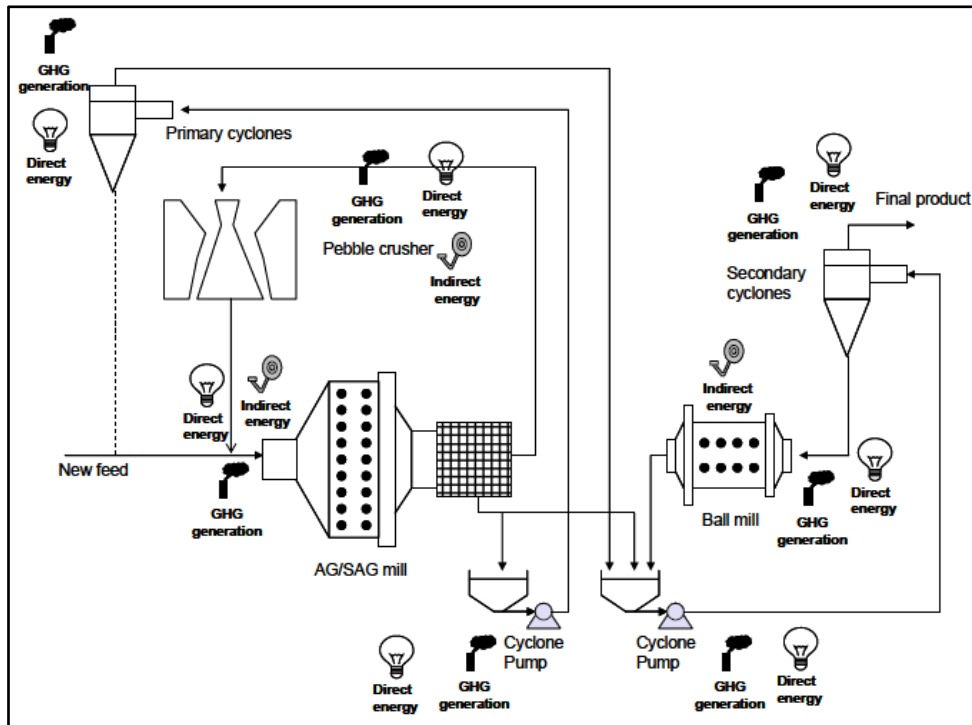 GHG
generation
Direct
energy
Primary cyclones
GHG
generation
Direct
energy
Pebble crusher
Indirect
energy
GHG
generation
Direct
energy
Final product
Secondary
cyclones
Direct
energy
Indirect
energy
New feed
GHG
generation
AG/SAG mill
Indirect
energy
Ball mill
Direct
energy
GHG
generation
Cyclone
Pump
Cyclone
Pump
Direct
energy
GHG
generation
GHG
generation
Direct
energy